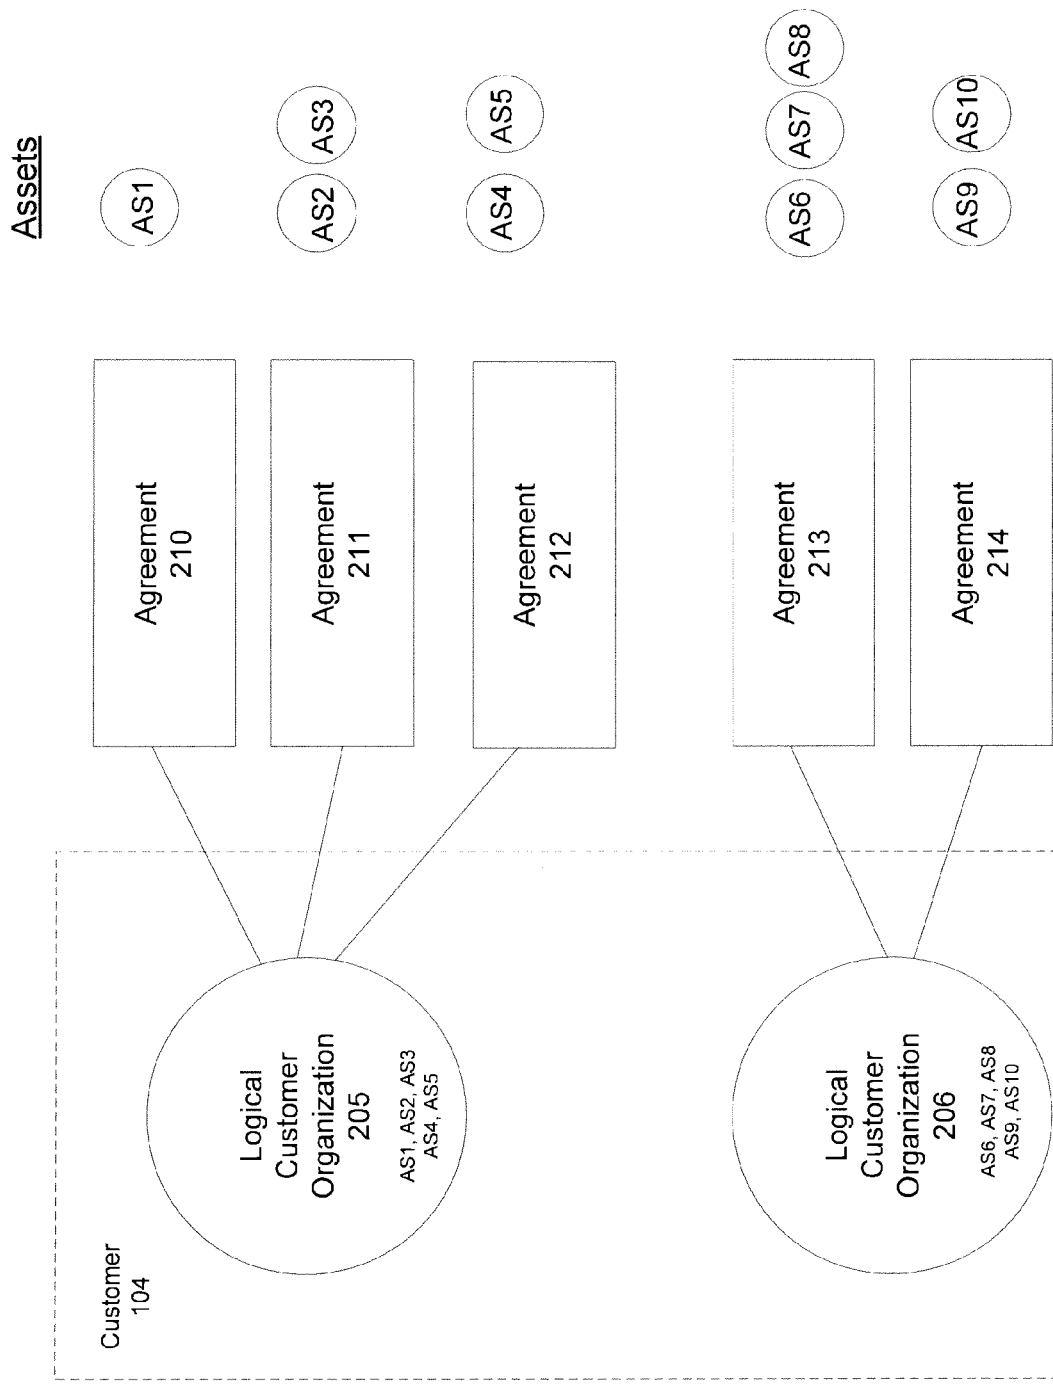 Assets
Customer
104
Logical
Customer
Organization
205
AS1, AS2, AS3
AS4, AS5
Agreement
210
AS1
Agreement
211
AS2
AS3
Agreement
212
AS4
AS5
Logical
Customer
Organization
206
AS6, AS7, AS8
AS9, AS10
Agreement
213
AS6
AS7
AS8
Agreement
214
AS9
AS10